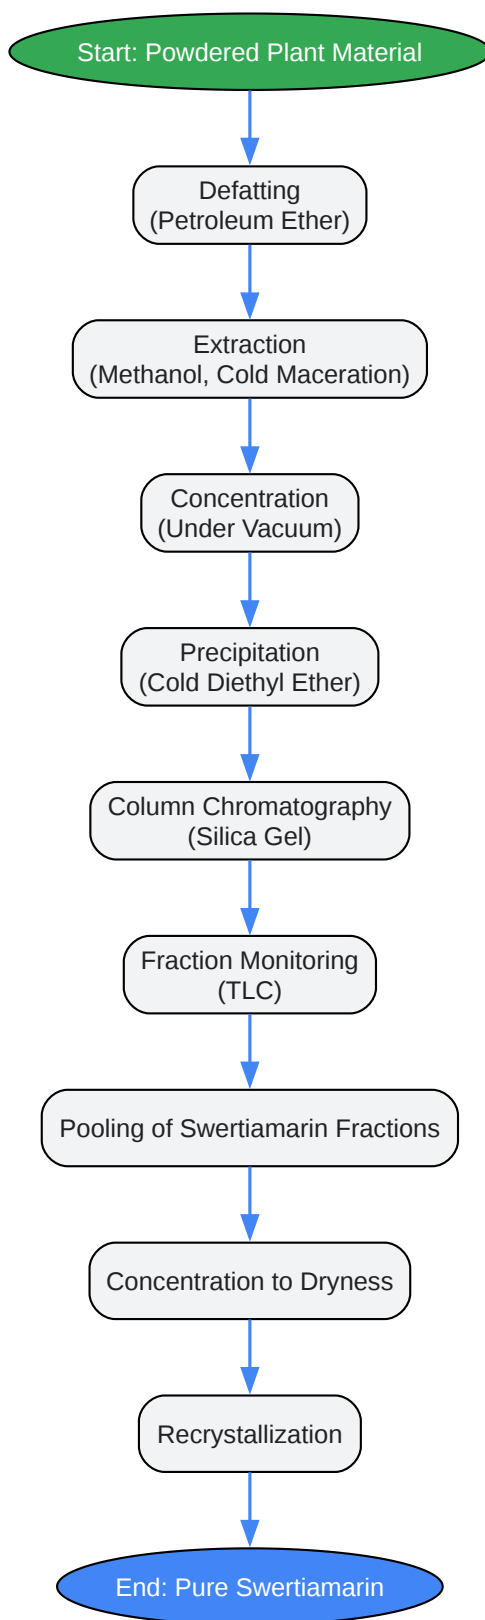 Start: Powdered Plant Material
Defatting
(Petroleum Ether)
Extraction
(Methanol, Cold Maceration)
Concentration
(Under Vacuum)
Precipitation
(Cold Diethyl Ether)
Column Chromatography
(Silica Gel)
Fraction Monitoring
(TLC)
Pooling of Swertiamarin Fractions
Concentration to Dryness
Recrystallization
End: Pure Swertiamarin